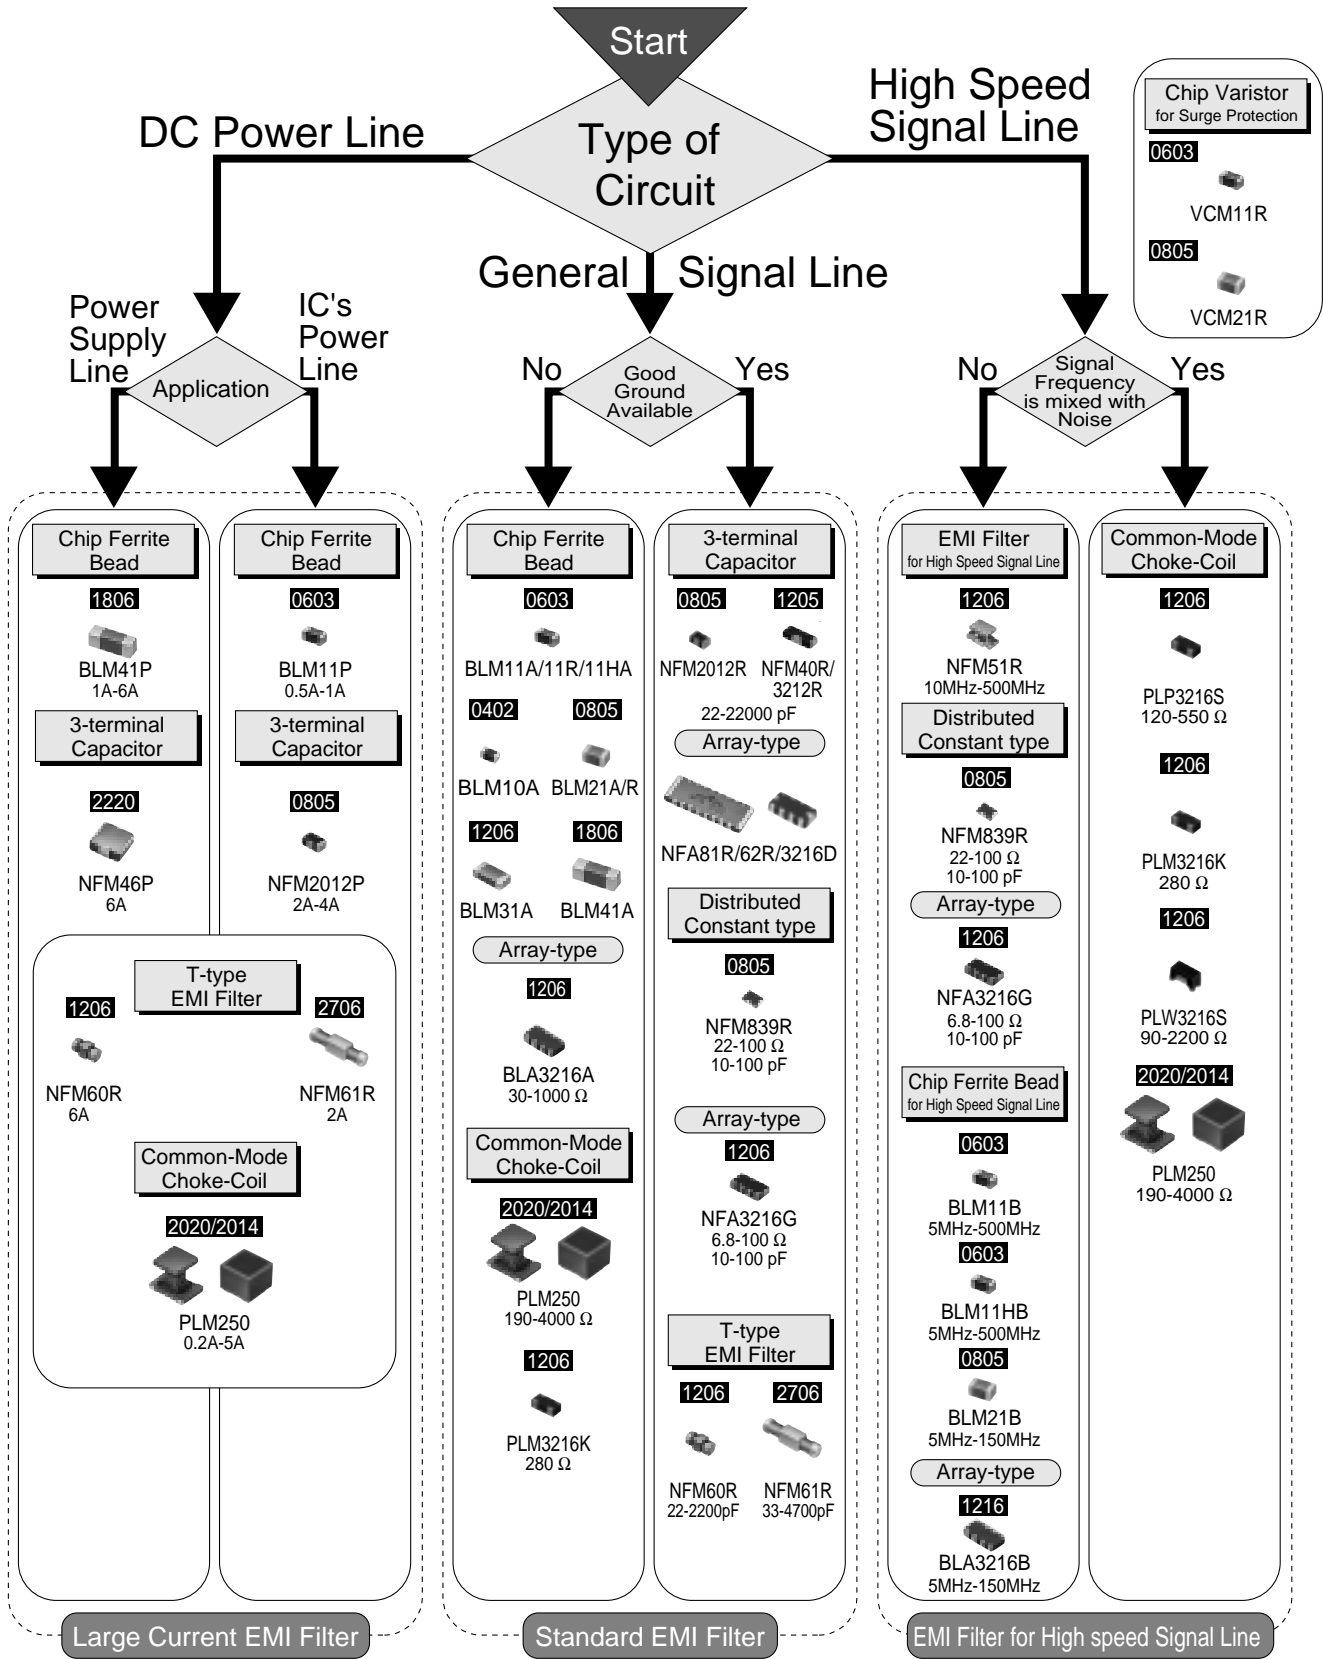 Start
Type of
Circuit
DC Power Line
High Speed
Signal Line
General Signal Line
Chip Varistor
for Surge Protection
0603
VCM11R
0805
VCM21R
Power
Supply
Line
IC's
Power
Line
Application
No
Good
Ground
Available
Yes
No
Signal
Frequency
is mixed with
Noise
Yes
Chip Ferrite
Bead
1806
BLM41P
1A-6A
3-terminal
Capacitor
2220
NFM46P
6A
Chip Ferrite
Bead
0603
BLM11P
0.5A-1A
3-terminal
Capacitor
0805
NFM2012P
2A-4A
T-type
EMI Filter
1206
NFM60R
6A
2706
NFM61R
2A
Common-Mode
Choke-Coil
2020/2014
PLM250
0.2A-5A
Large Current EMI Filter
Chip Ferrite
Bead
0603
BLM11A/11R/11HA
0402
BLM10A
0805
BLM21A/R
1206
BLM31A
1806
BLM41A
Array-type
1206
BLA3216A
30-1000 Ω
Common-Mode
Choke-Coil
2020/2014
PLM250
190-4000 Ω
1206
PLM3216K
280 Ω
3-terminal
Capacitor
0805
NFM2012R
1205
NFM40R/
3212R
22-22000 pF
Array-type
NFA81R/62R/3216D
Distributed
Constant type
0805
NFM839R
22-100 Ω
10-100 pF
Array-type
1206
NFA3216G
6.8-100 Ω
10-100 pF
T-type
EMI Filter
1206
NFM60R
22-2200pF
2706
NFM61R
33-4700pF
Standard EMI Filter
EMI Filter
for High Speed Signal Line
1206
NFM51R
10MHz-500MHz
Distributed
Constant type
0805
NFM839R
22-100 Ω
10-100 pF
Array-type
1206
NFA3216G
6.8-100 Ω
10-100 pF
Chip Ferrite Bead
for High Speed Signal Line
0603
BLM11B
5MHz-500MHz
0603
BLM11HB
5MHz-500MHz
0805
BLM21B
5MHz-150MHz
Array-type
1216
BLA3216B
5MHz-150MHz
Common-Mode
Choke-Coil
1206
PLP3216S
120-550 Ω
1206
PLM3216K
280 Ω
1206
PLW3216S
90-2200 Ω
2020/2014
PLM250
190-4000 Ω
EMI Filter for High speed Signal Line